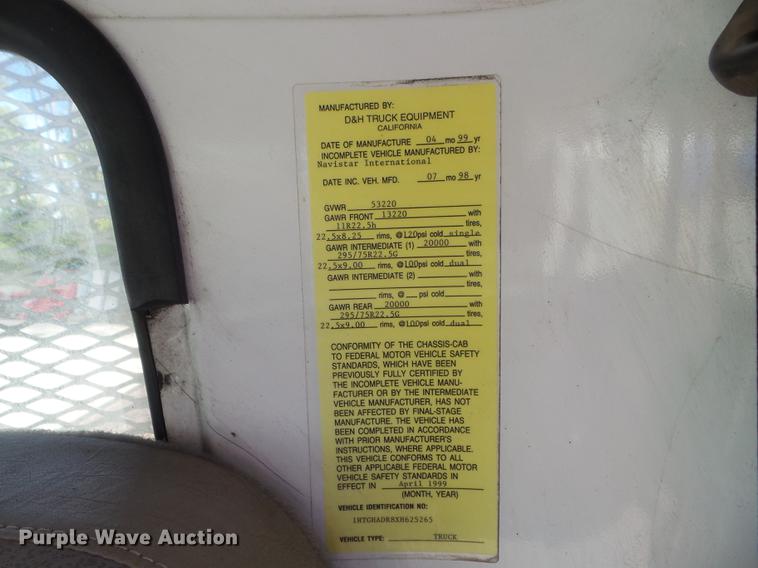 MANUFACTURED BY:
D&H TRUCK EQUIPMENT
CALIFORNIA
DATE OF MANUFACTURE 04 mo 99 yr
INCOMPLETE VEHICLE MANUFACTURED BY:
Navistar International
DATE INC. VEH. MFD. 07 mo 98 yr
GVWR 53220
GAWR FRONT 13220 with
11R22.5h tires,
22.5x8.25 rims, @ 120psi cold single
GAWR INTERMEDIATE (1) 20000 with
295/75R22.5G tires,
22.5x9.00 rims, @ 100psi cold dual
GAWR INTERMEDIATE (2) with
tires,
rims, @ psi cold
GAWR REAR 20000 with
295/75R22.5G tires,
22.5x9.00 rims, @ 100psi cold dual
CONFORMITY OF THE CHASSIS-CAB
TO FEDERAL MOTOR VEHICLE SAFETY
STANDARDS, WHICH HAVE BEEN
PREVIOUSLY FULLY CERTIFIED BY
THE INCOMPLETE VEHICLE MANU-
FACTURER OR BY THE INTERMEDIATE
VEHICLE MANUFACTURER, HAS NOT
BEEN AFFECTED BY FINAL-STAGE
MANUFACTURE. THE VEHICLE HAS
BEEN COMPLETED IN ACCORDANCE
WITH PRIOR MANUFACTURER'S
INSTRUCTIONS, WHERE APPLICABLE.
THIS VEHICLE CONFORMS TO ALL
OTHER APPLICABLE FEDERAL MOTOR
VEHICLE SAFETY STANDARDS IN
EFFECT IN April 1999
(MONTH, YEAR)
VEHICLE IDENTIFICATION NO:
1HTGHADR8XH625265
VEHICLE TYPE: TRUCK
Purple Wave Auction